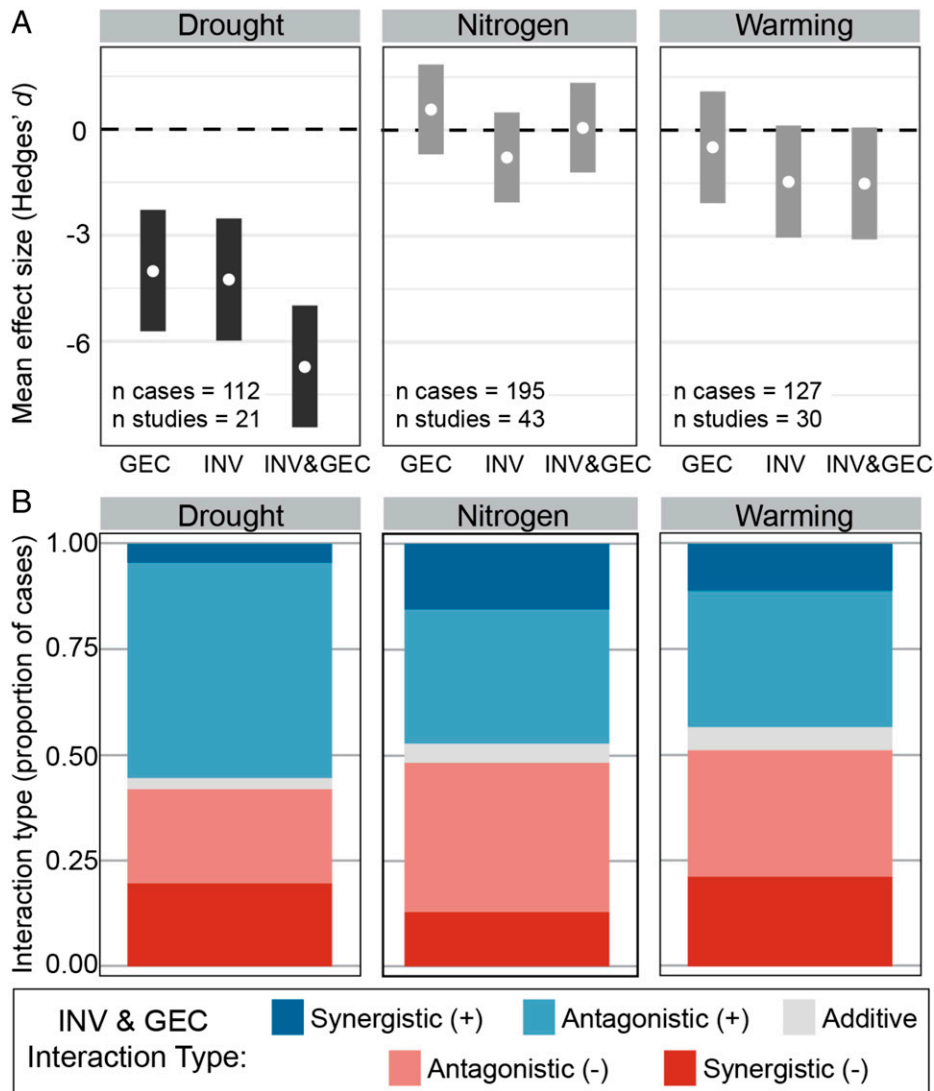 A
Drought
Nitrogen
Warming
Mean effect size (Hedges' d)
0
-3
-6
n cases = 112
n studies = 21
n cases = 195
n studies = 43
n cases = 127
n studies = 30
GEC INV INV&GEC
GEC INV INV&GEC
GEC INV INV&GEC
B
Drought
Nitrogen
Warming
Interaction type (proportion of cases)
1.00
0.75
0.50
0.25
0.00
INV & GEC
Interaction Type:
Synergistic (+)
Antagonistic (+)
Additive
Antagonistic (-)
Synergistic (-)